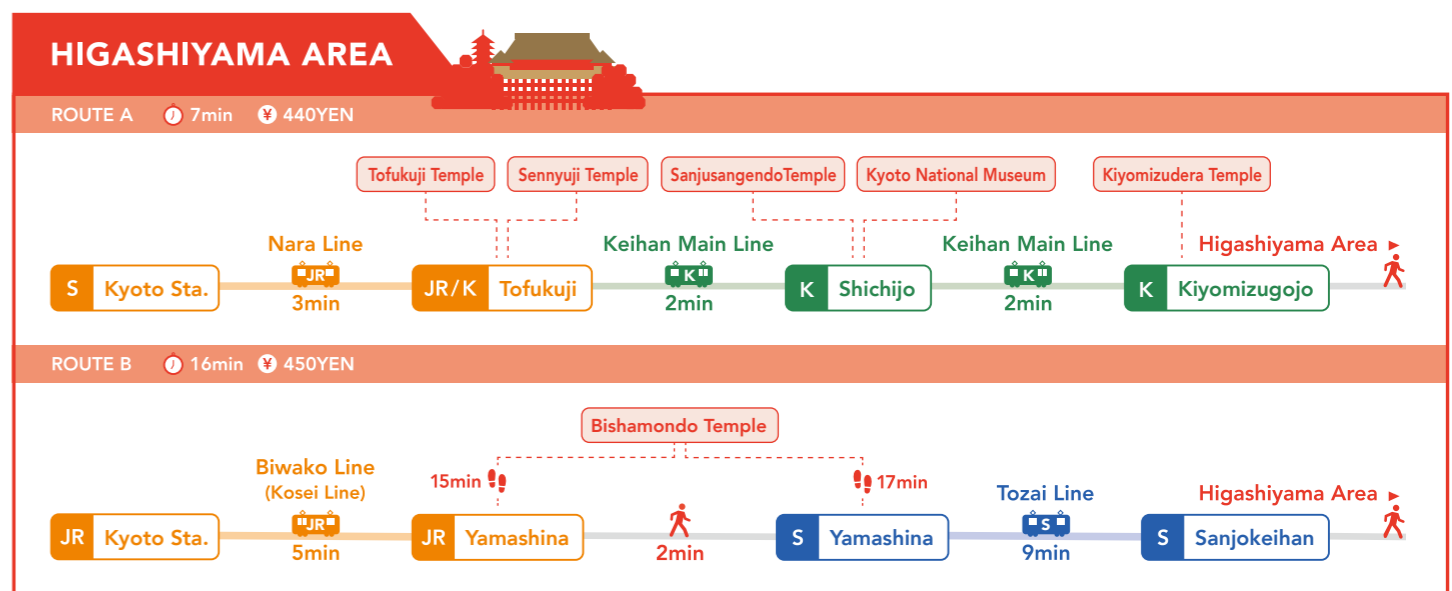 HIGASHIYAMA AREA
ROUTE A 7min ¥ 440YEN
Tofukuji Temple
Sennyuji Temple
SanjusangendoTemple
Kyoto National Museum
Kiyomizudera Temple
Nara Line
Keihan Main Line
Keihan Main Line
Higashiyama Area ►
JR
K
K
S Kyoto Sta.
3min
JR/K Tofukuji
2min
K Shichijo
2min
K Kiyomizugojo
ROUTE B 16min ¥ 450YEN
Bishamondo Temple
Biwako Line
(Kosei Line)
15min
17min
Tozai Line
Higashiyama Area ►
JR
S
JR Kyoto Sta.
5min
JR Yamashina
2min
S Yamashina
9min
S Sanjokeihan